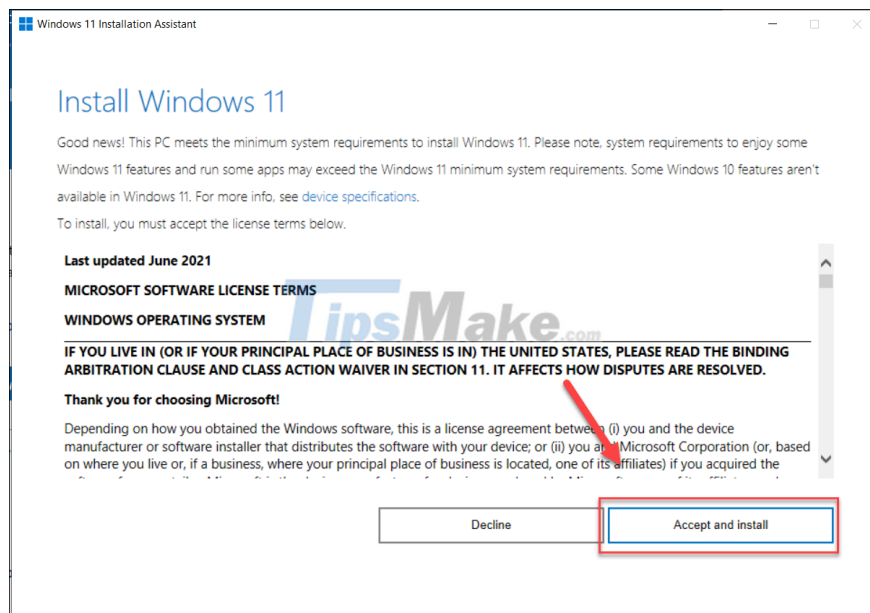 Windows 11 Installation Assistant
Install Windows 11
Good news! This PC meets the minimum system requirements to install Windows 11. Please note, system requirements to enjoy some
Windows 11 features and run some apps may exceed the Windows 11 minimum system requirements. Some Windows 10 features aren't
available in Windows 11. For more info, see device specifications.
To install, you must accept the license terms below.
Last updated June 2021
MICROSOFT SOFTWARE LICENSE TERMS
WINDOWS OPERATING SYSTEM
TipsMake.com
IF YOU LIVE IN (OR IF YOUR PRINCIPAL PLACE OF BUSINESS IS IN) THE UNITED STATES, PLEASE READ THE BINDING
ARBITRATION CLAUSE AND CLASS ACTION WAIVER IN SECTION 11. IT AFFECTS HOW DISPUTES ARE RESOLVED.
Thank you for choosing Microsoft!
Depending on how you obtained the Windows software, this is a license agreement between (i) you and the device
manufacturer or software installer that distributes the software with your device; or (ii) you and Microsoft Corporation (or, based
on where you live or, if a business, where your principal place of business is located, one of its affiliates) if you acquired the
Decline
Accept and install